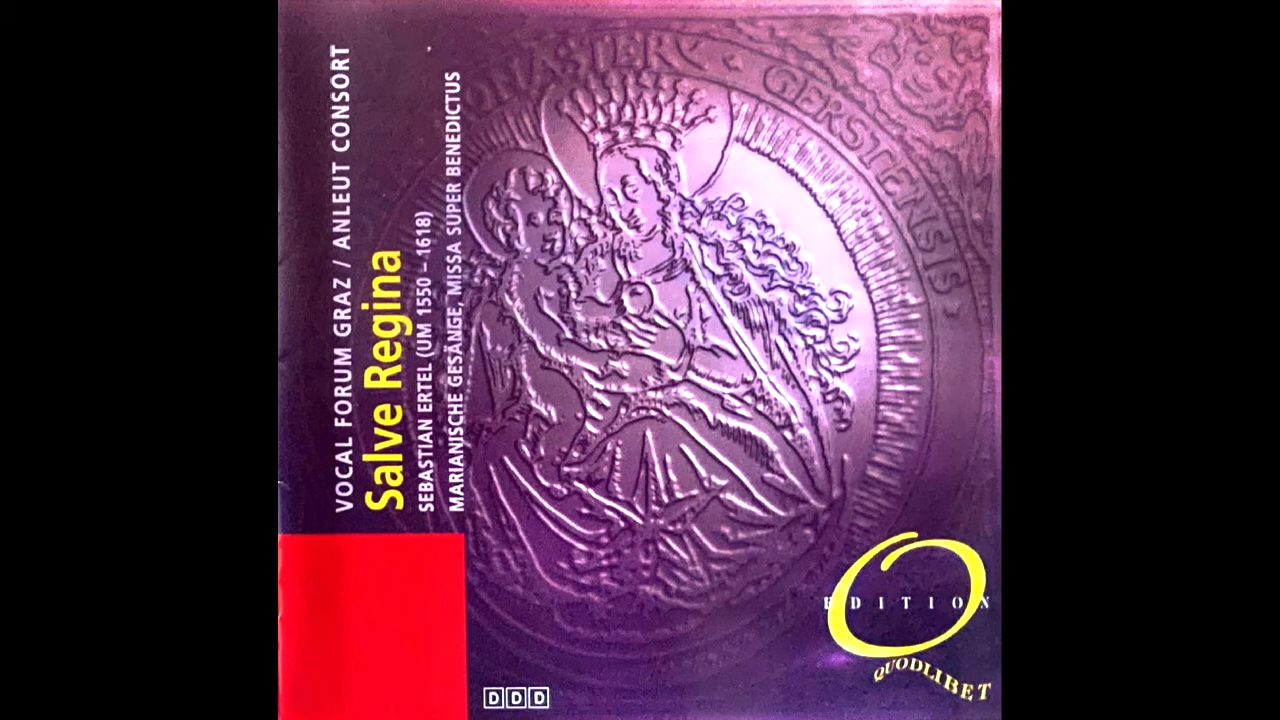 VOCAL FORUM GRAZ / ANLEUT CONSORT
Salve Regina
SEBASTIAN ERTEL (UM 1550 – 1618)
MARIANISCHE GESÄNGE, MISSA SUPER BENEDICTUS
GERSTENSIS
EDITION
QUODLIBET
DDD